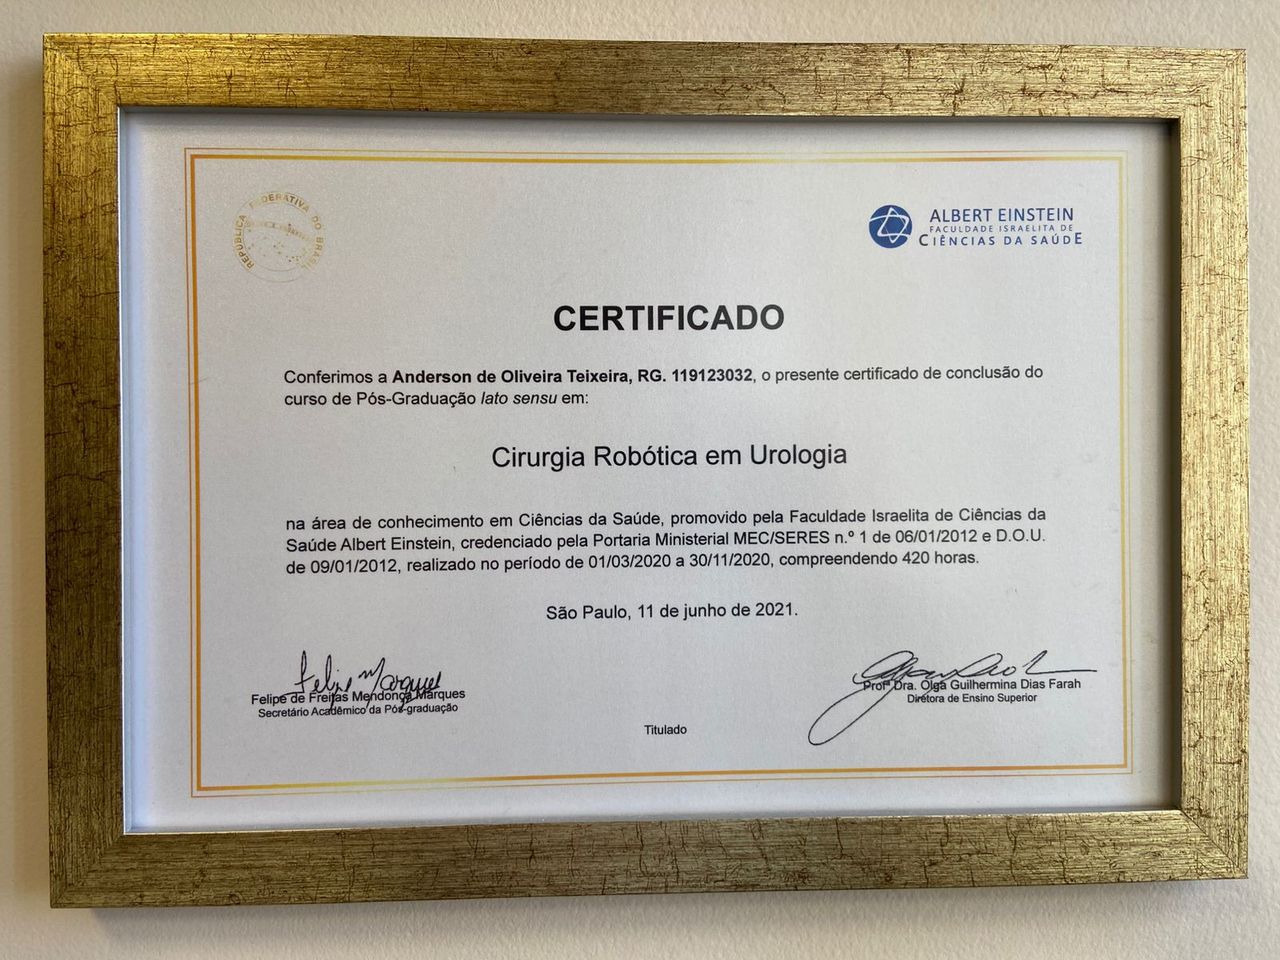 REPÚBLICA FEDERATIVA DO BRASIL
ALBERT EINSTEIN
FACULDADE ISRAELITA DE
CIÊNCIAS DA SAÚDE
CERTIFICADO
Conferimos a Anderson de Oliveira Teixeira, RG. 119123032, o presente certificado de conclusão do
curso de Pós-Graduação lato sensu em:
Cirurgia Robótica em Urologia
na área de conhecimento em Ciências da Saúde, promovido pela Faculdade Israelita de Ciências da
Saúde Albert Einstein, credenciado pela Portaria Ministerial MEC/SERES n.º 1 de 06/01/2012 e D.O.U.
de 09/01/2012, realizado no período de 01/03/2020 a 30/11/2020, compreendendo 420 horas.
São Paulo, 11 de junho de 2021.
Felipe Marques
Felipe de Freitas Mendonça Marques
Secretário Acadêmico da Pós-graduação
Profª Dra. Olga Guilhermina Dias Farah
Diretora de Ensino Superior
Titulado